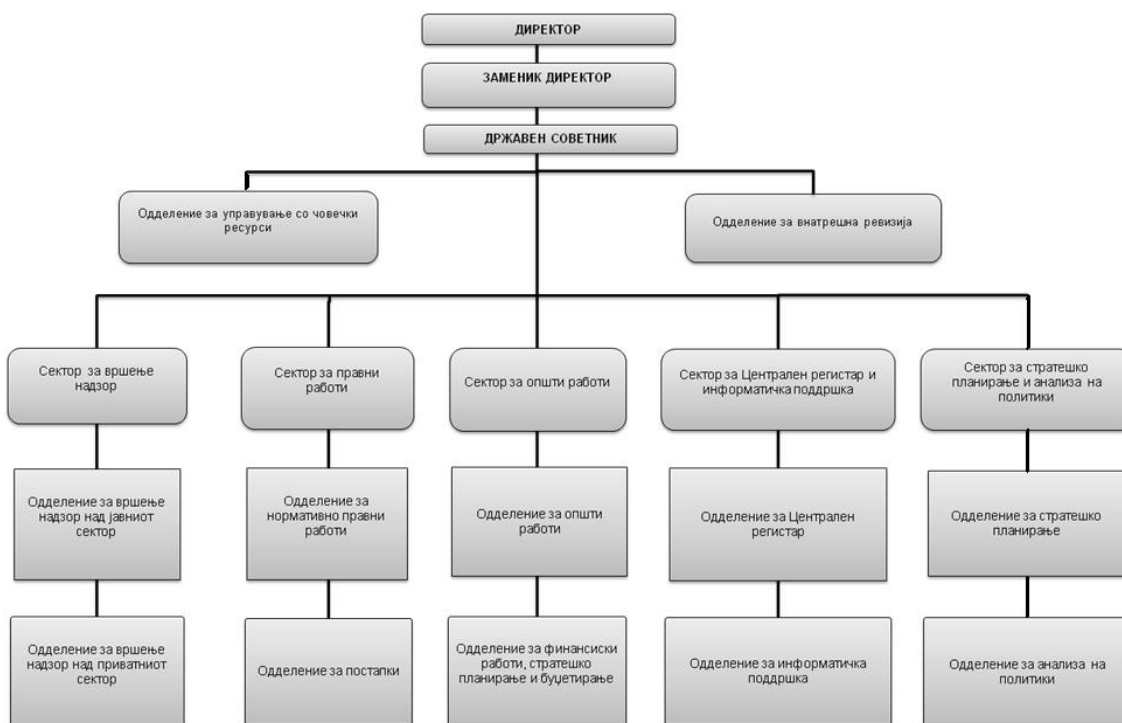 ДИРЕКТОР
ЗАМЕНИК ДИРЕКТОР
ДРЖАВЕН СОВЕТНИК
Одделение за управување со човечки
ресурси
Одделение за внатрешна ревизија
Сектор за вршење
надзор
Сектор за правни
работи
Сектор за општи работи
Сектор за Централен регистар и
информатичка поддршка
Сектор за стратешко
планирање и анализа на
политики
Одделение за вршење
надзор над јавниот
сектор
Одделение за
нормативно правни
работи
Одделение за општи
работи
Одделение за Централен
регистар
Одделение за стратешко
планирање
Одделение за вршење
надзор над приватниот
сектор
Одделение за постапки
Одделение за финансиски
работи, стратешко
планирање и буџетирање
Одделение за информатичка
поддршка
Одделение за анализа на
политики